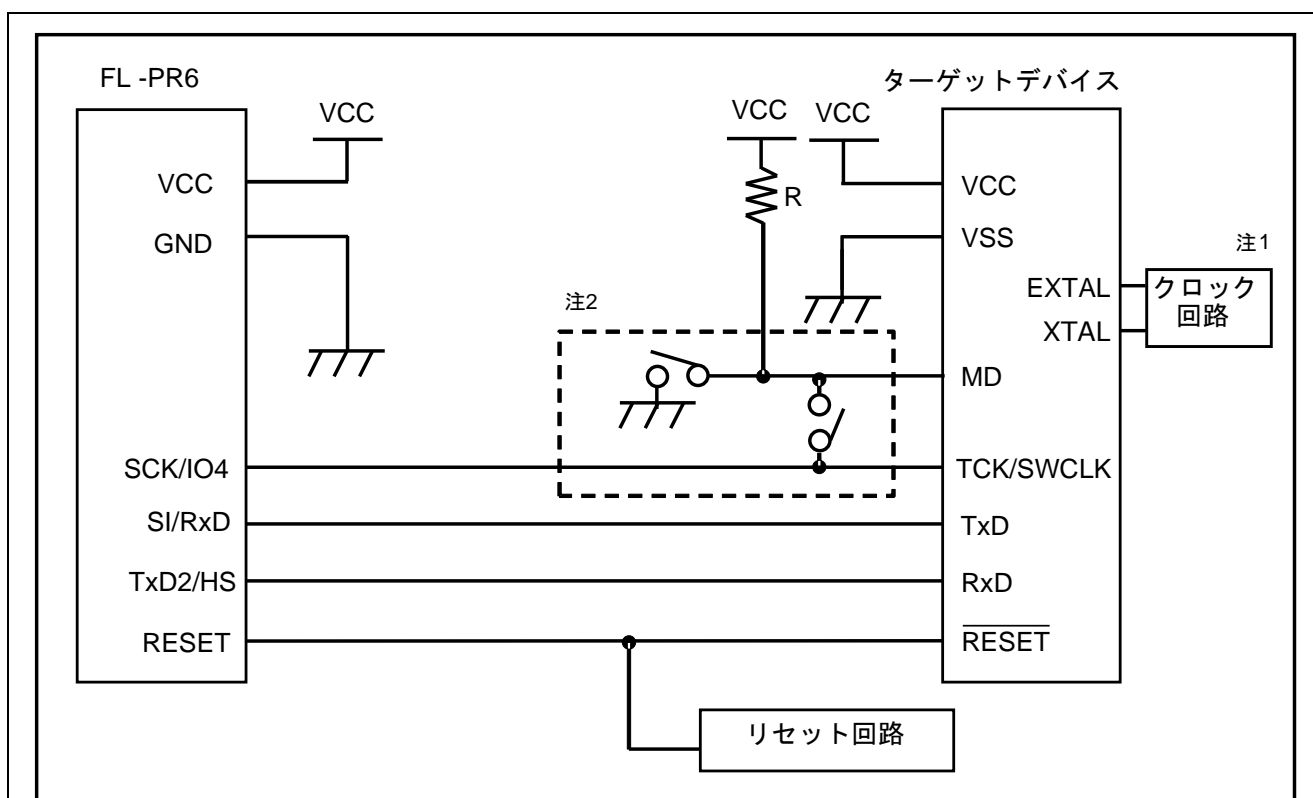 FL -PR6
ターゲットデバイス
VCC
VCC
VCC
R
VCC
GND
VCC
VSS
注1
EXTAL
XTAL
クロック
回路
注2
MD
SCK/IO4
TCK/SWCLK
SI/RxD
TxD
TxD2/HS
RxD
RESET
RESET
リセット回路